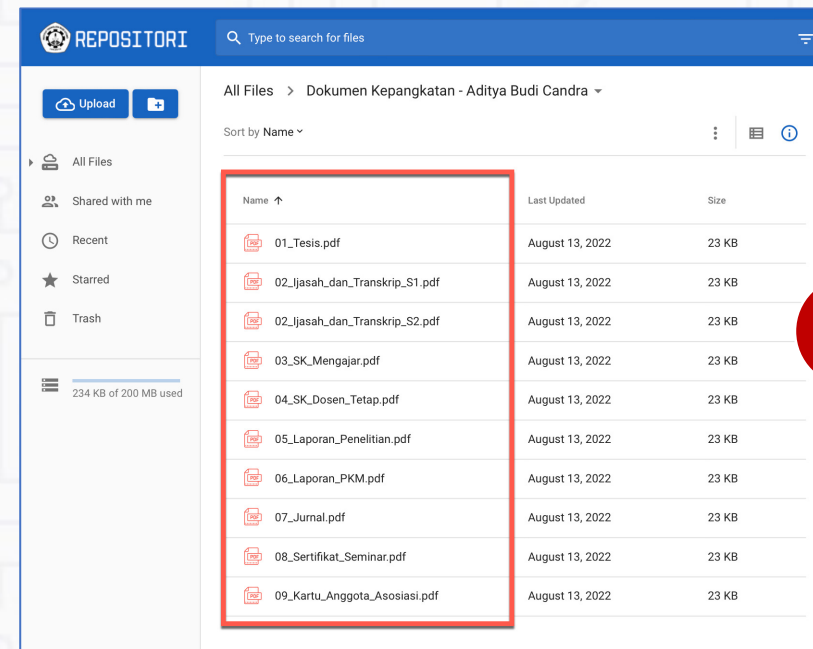 REPOSITORI
Type to search for files
Upload
All Files > Dokumen Kepangkatan - Aditya Budi Candra
Sort by Name
All Files
Shared with me
Recent
Starred
Trash
234 KB of 200 MB used
Name Last Updated Size
01_Tesis.pdf August 13, 2022 23 KB
02_Ijasah_dan_Transkrip_S1.pdf August 13, 2022 23 KB
02_Ijasah_dan_Transkrip_S2.pdf August 13, 2022 23 KB
03_SK_Mengajar.pdf August 13, 2022 23 KB
04_SK_Dosen_Tetap.pdf August 13, 2022 23 KB
05_Laporan_Penelitian.pdf August 13, 2022 23 KB
06_Laporan_PKM.pdf August 13, 2022 23 KB
07_Jurnal.pdf August 13, 2022 23 KB
08_Sertifikat_Seminar.pdf August 13, 2022 23 KB
09_Kartu_Anggota_Asosiasi.pdf August 13, 2022 23 KB